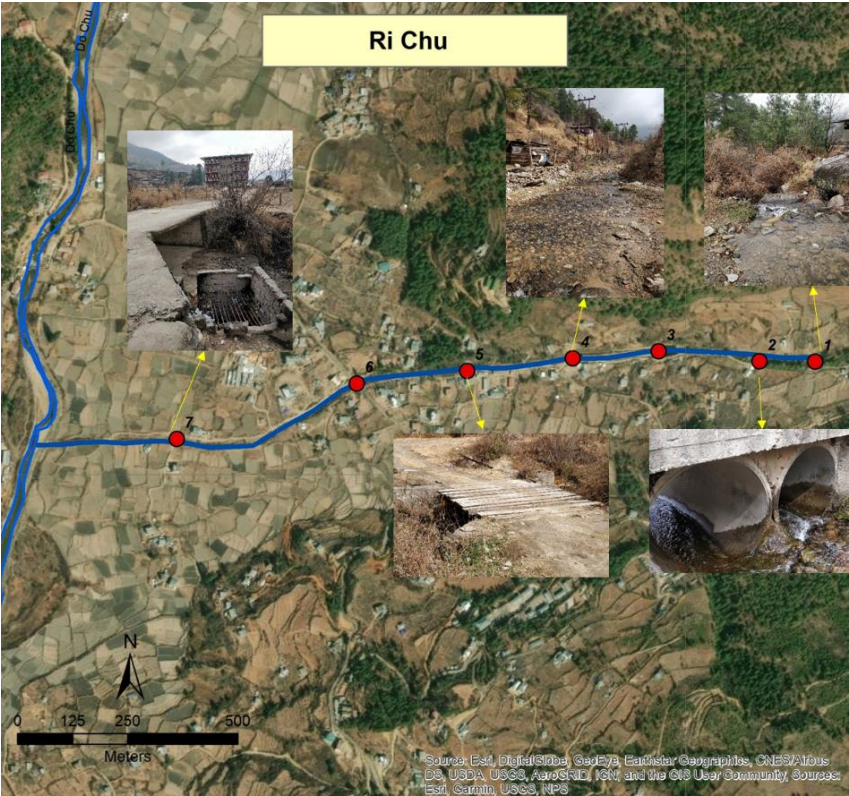 Ri Chu
Do Chu
Do Chu
1
2
3
4
5
6
7
N
0 125 250 500
Meters
Source: Esri, DigitalGlobe, GeoEye, Earthstar Geographics, CNES/Airbus
DS, USDA, USGS, AeroGRID, IGN, and the GIS User Community, Sources:
Esri, Garmin, USGS, NPS